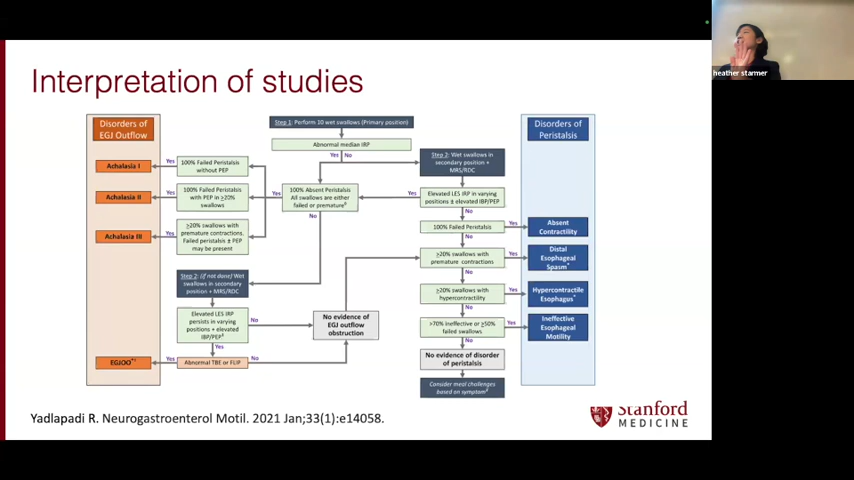 heather starmer
Interpretation of studies
Disorders of
EGJ Outflow
Step 1: Perform 10 wet swallows (Primary position)
Abnormal median IRP
Yes
No
Disorders of
Peristalsis
Step 2: Wet swallows in
secondary position +
MRS/RDC
Achalasia I
Yes
100% Failed Peristalsis
without PEP
Achalasia II
Yes
100% Failed Peristalsis
with PEP in ≥20%
swallows
Yes
100% Absent Peristalsis
All swallows are either
failed or premature#
Yes
Elevated LES IRP in varying
positions ± elevated IBP/PEP
No
No
Achalasia III
Yes
≥20% swallows with
premature contractions.
Failed peristalsis ± PEP
may be present
100% Failed Peristalsis
Yes
Absent
Contractility
No
≥20% swallows with
premature contractions
Yes
Distal
Esophageal
Spasm*
No
Step 2: (if not done) Wet
swallows in secondary
position + MRS/RDC
≥20% swallows with
hypercontractility
Yes
Hypercontractile
Esophagus*
No
Elevated LES IRP
persists in varying
positions + elevated
IBP/PEP
No
No evidence of
EGJ outflow
obstruction
>70% ineffective or ≥50%
failed swallows
Yes
Ineffective
Esophageal
Motility
No
Yes
No evidence of disorder
of peristalsis
EGJOO*†
Yes
Abnormal TBE or FLIP
No
Consider meal challenges
based on symptom
Yadlapadi R. Neurogastroenterol Motil. 2021 Jan;33(1):e14058.
Stanford
MEDICINE